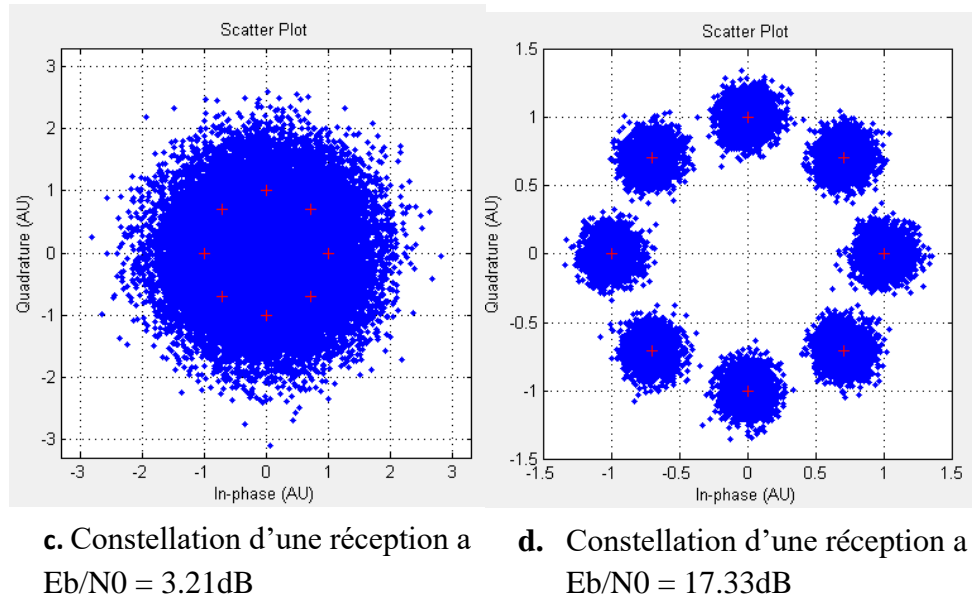 Scatter Plot
3
2
1
0
-1
-2
-3
Quadrature (AU)
-3 -2 -1 0 1 2 3
In-phase (AU)
Scatter Plot
1.5
1
0.5
0
-0.5
-1
-1.5
Quadrature (AU)
-1.5 -1 -0.5 0 0.5 1 1.5
In-phase (AU)
c. Constellation d’une réception a
Eb/N0 = 3.21dB
d. Constellation d’une réception a
Eb/N0 = 17.33dB